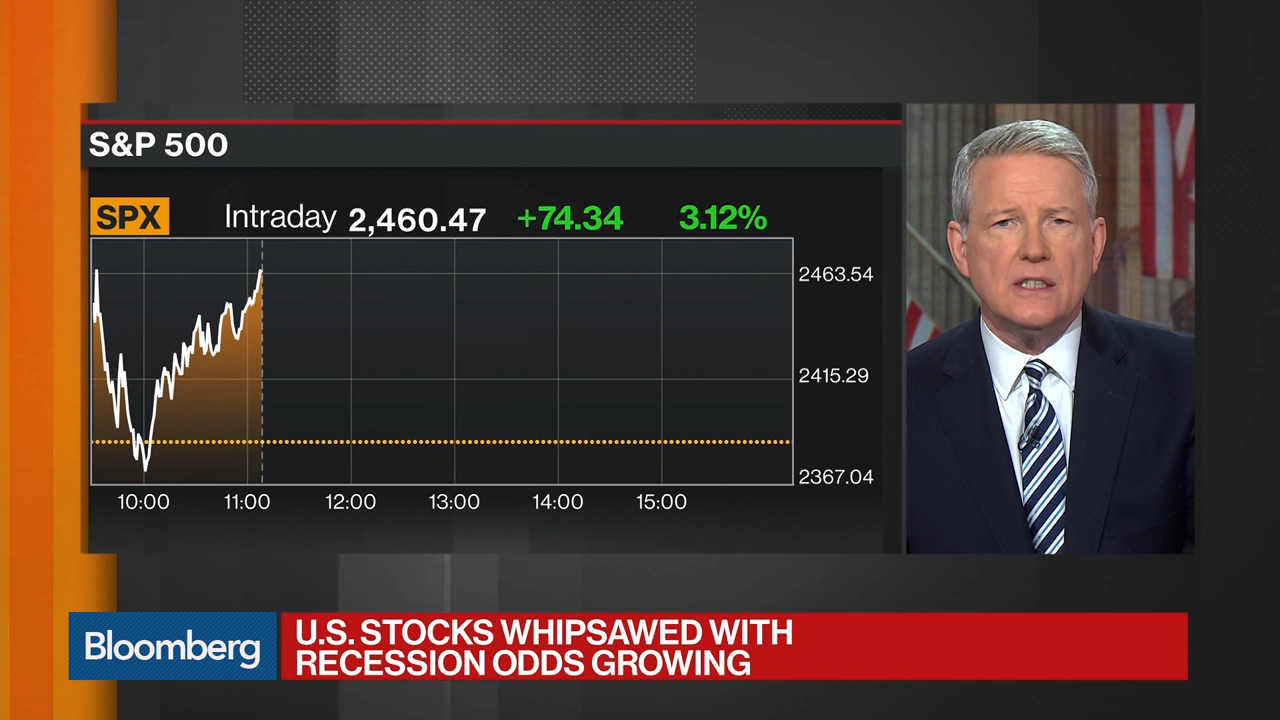 S&P 500
SPX Intraday 2,460.47 +74.34 3.12%
2463.54
2415.29
2367.04
10:00 11:00 12:00 13:00 14:00 15:00
Bloomberg
U.S. STOCKS WHIPSAWED WITH
RECESSION ODDS GROWING